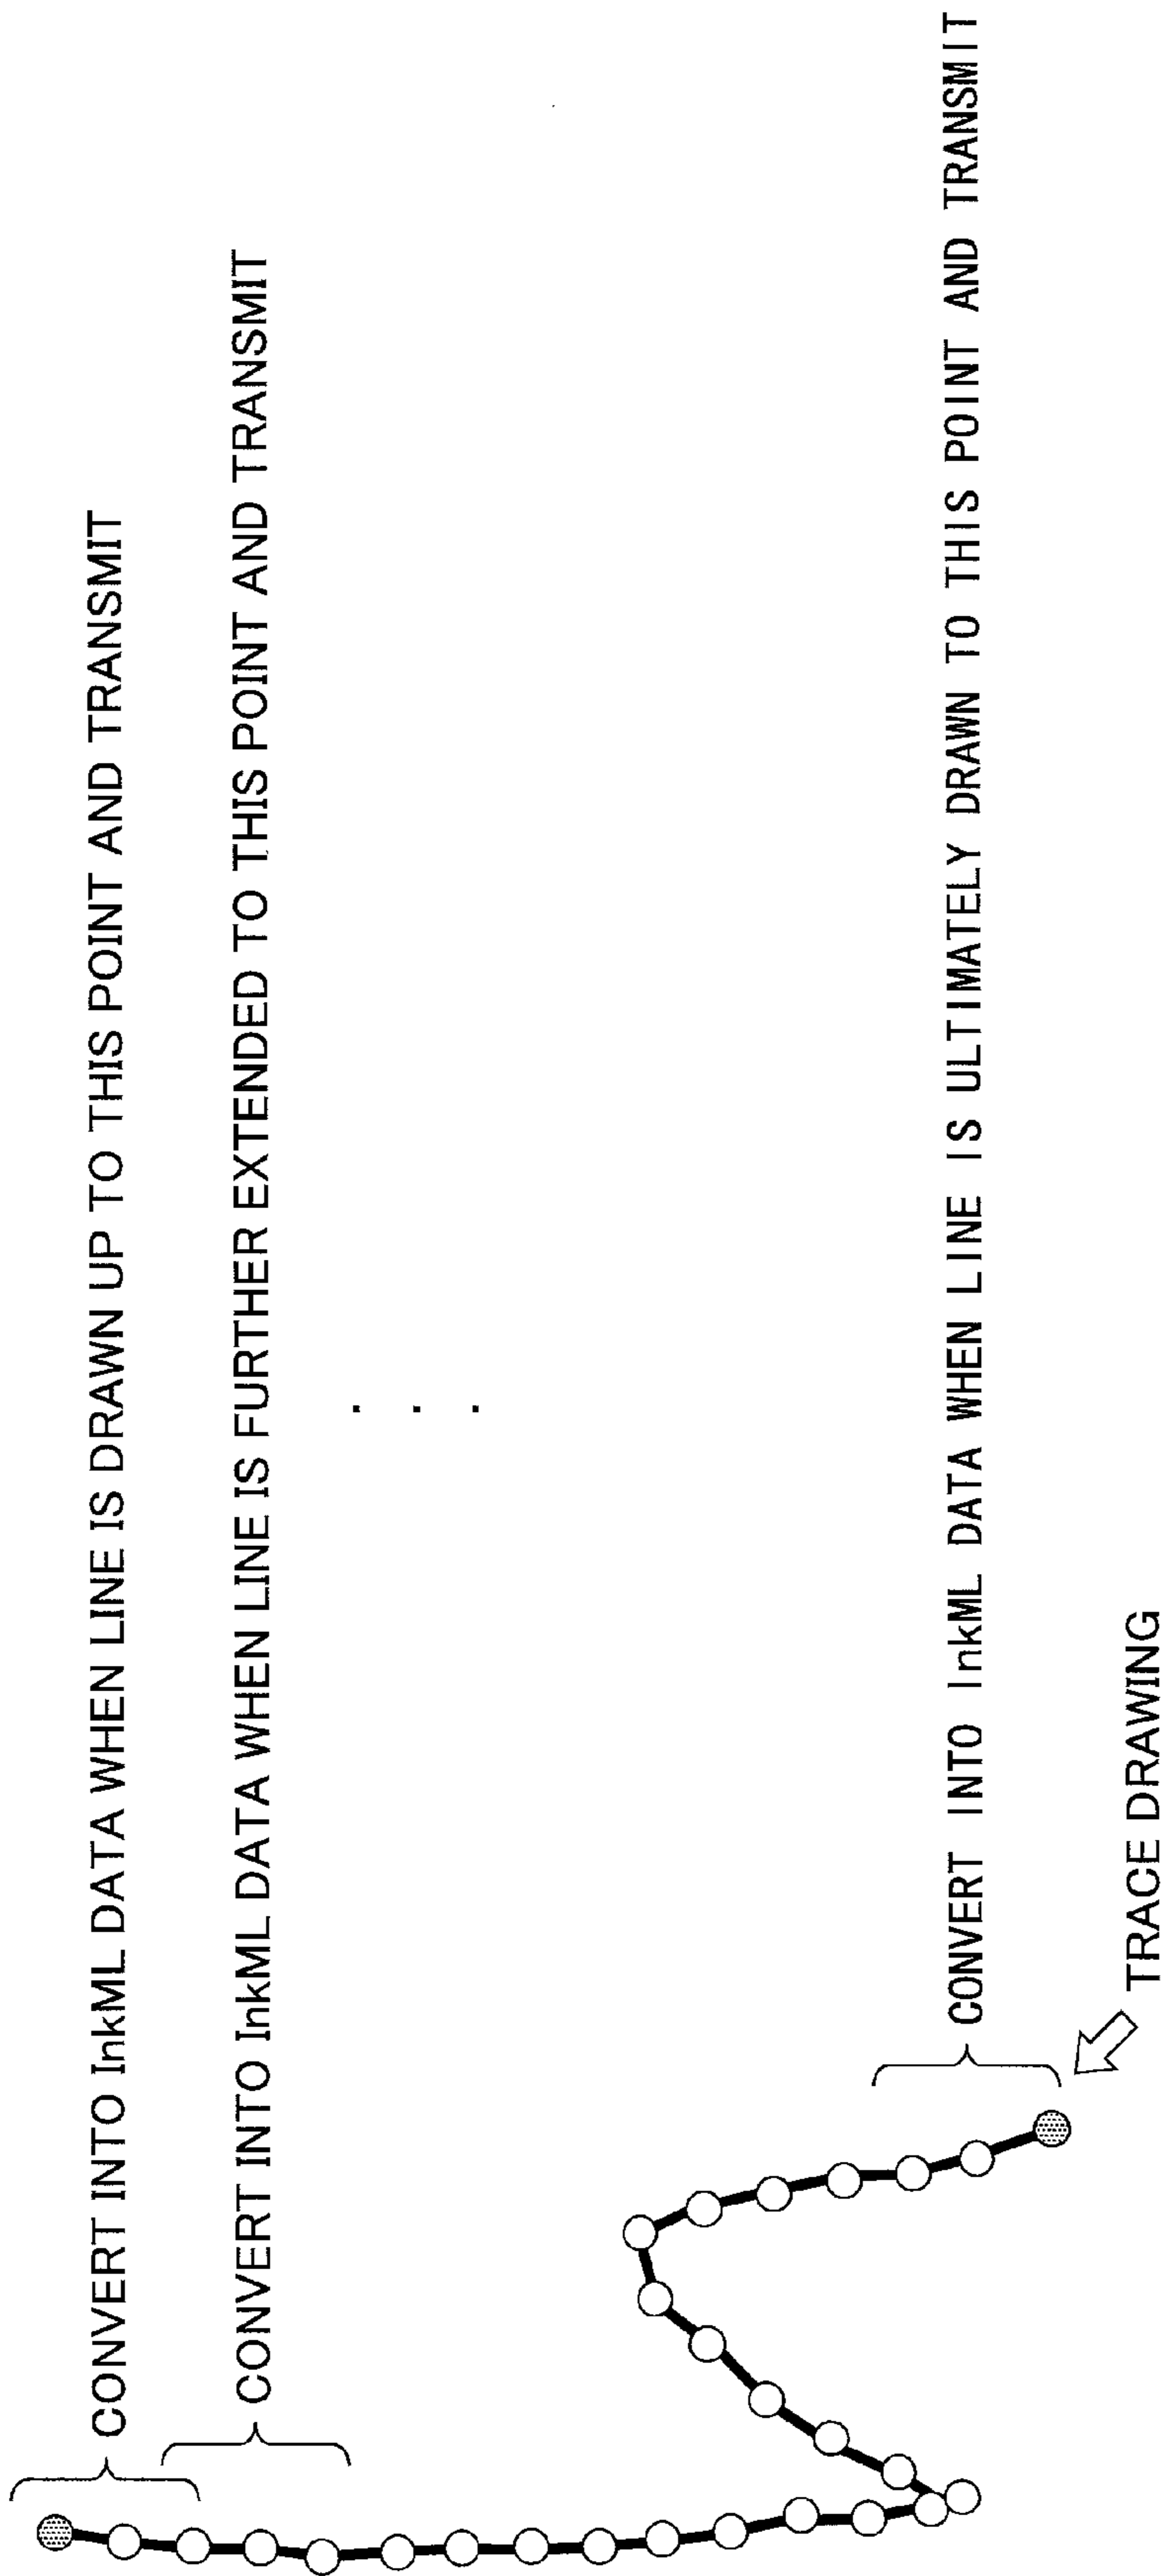 CONVERT INTO InkML DATA WHEN LINE IS DRAWN UP TO THIS POINT AND TRANSMIT
CONVERT INTO InkML DATA WHEN LINE IS FURTHER EXTENDED TO THIS POINT AND TRANSMIT
. . .
CONVERT INTO InkML DATA WHEN LINE IS ULTIMATELY DRAWN TO THIS POINT AND TRANSMIT
TRACE DRAWING